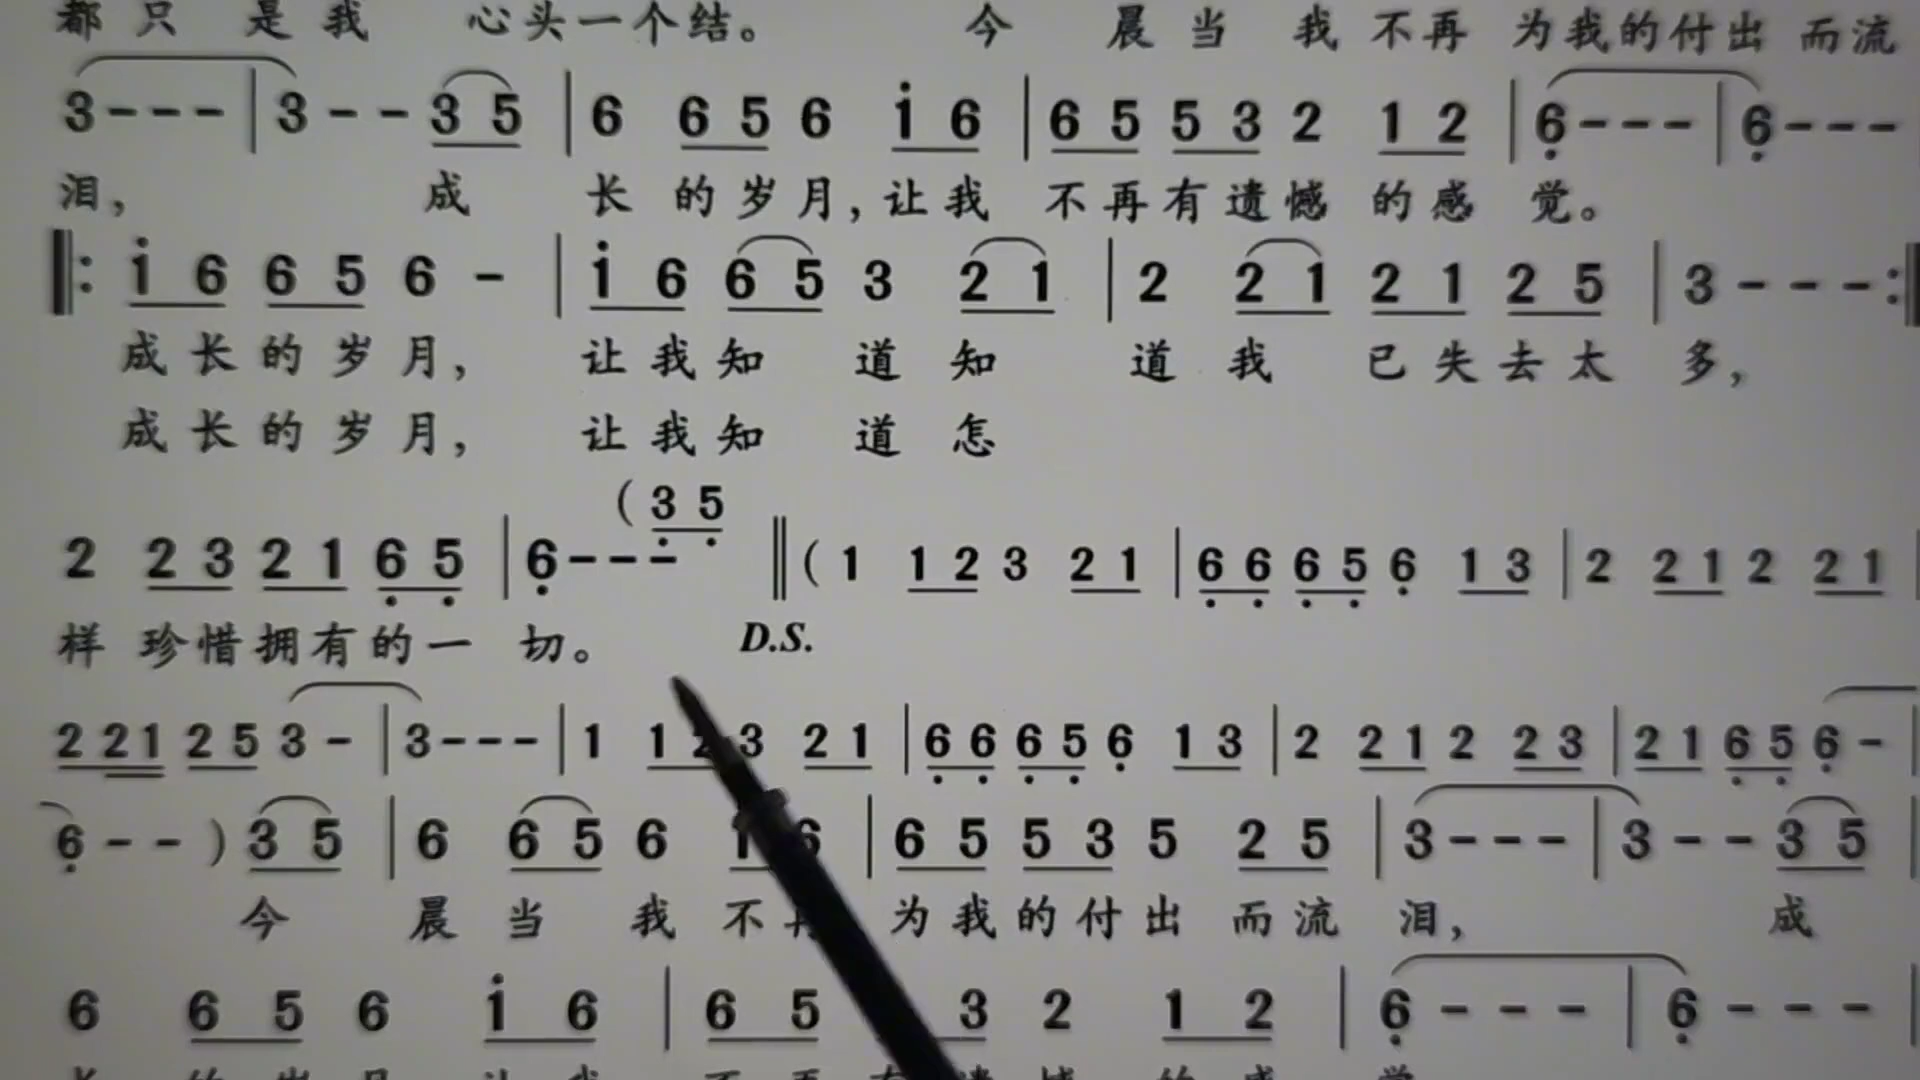 都只是我 心头一个结。 今 晨当 我不再 为我的付出 而流
3--- | 3--3 5 | 6 6 5 6 i 6 | 6 5 5 3 2 1 2 | 6--- | 6---
泪， 成 长 的岁月，让我 不再有遗憾 的感 觉。
‖: i 6 6 5 6 - | i 6 6 5 3 2 1 | 2 2 1 2 1 2 5 | 3---:‖
成长的岁月， 让我知 道知 道我 已失去太 多，
成长的岁月， 让我知 道怎
(3 5
2 2 3 2 1 6 5 | 6--- ‖ (1 1 2 3 2 1 | 6 6 6 5 6 1 3 | 2 2 1 2 2 1 |
样 珍惜拥有的一 切。 D.S.
2 2 1 2 5 3 - | 3--- | 1 1 2 3 2 1 | 6 6 6 5 6 1 3 | 2 2 1 2 2 3 | 2 1 6 5 6 - |
6--) 3 5 | 6 6 5 6 1 6 | 6 5 5 3 5 2 5 | 3--- | 3--3 5 |
今 晨当 我 不再 为我的付出 而流 泪， 成
6 6 5 6 i 6 | 6 5 3 2 1 2 | 6--- | 6--- |